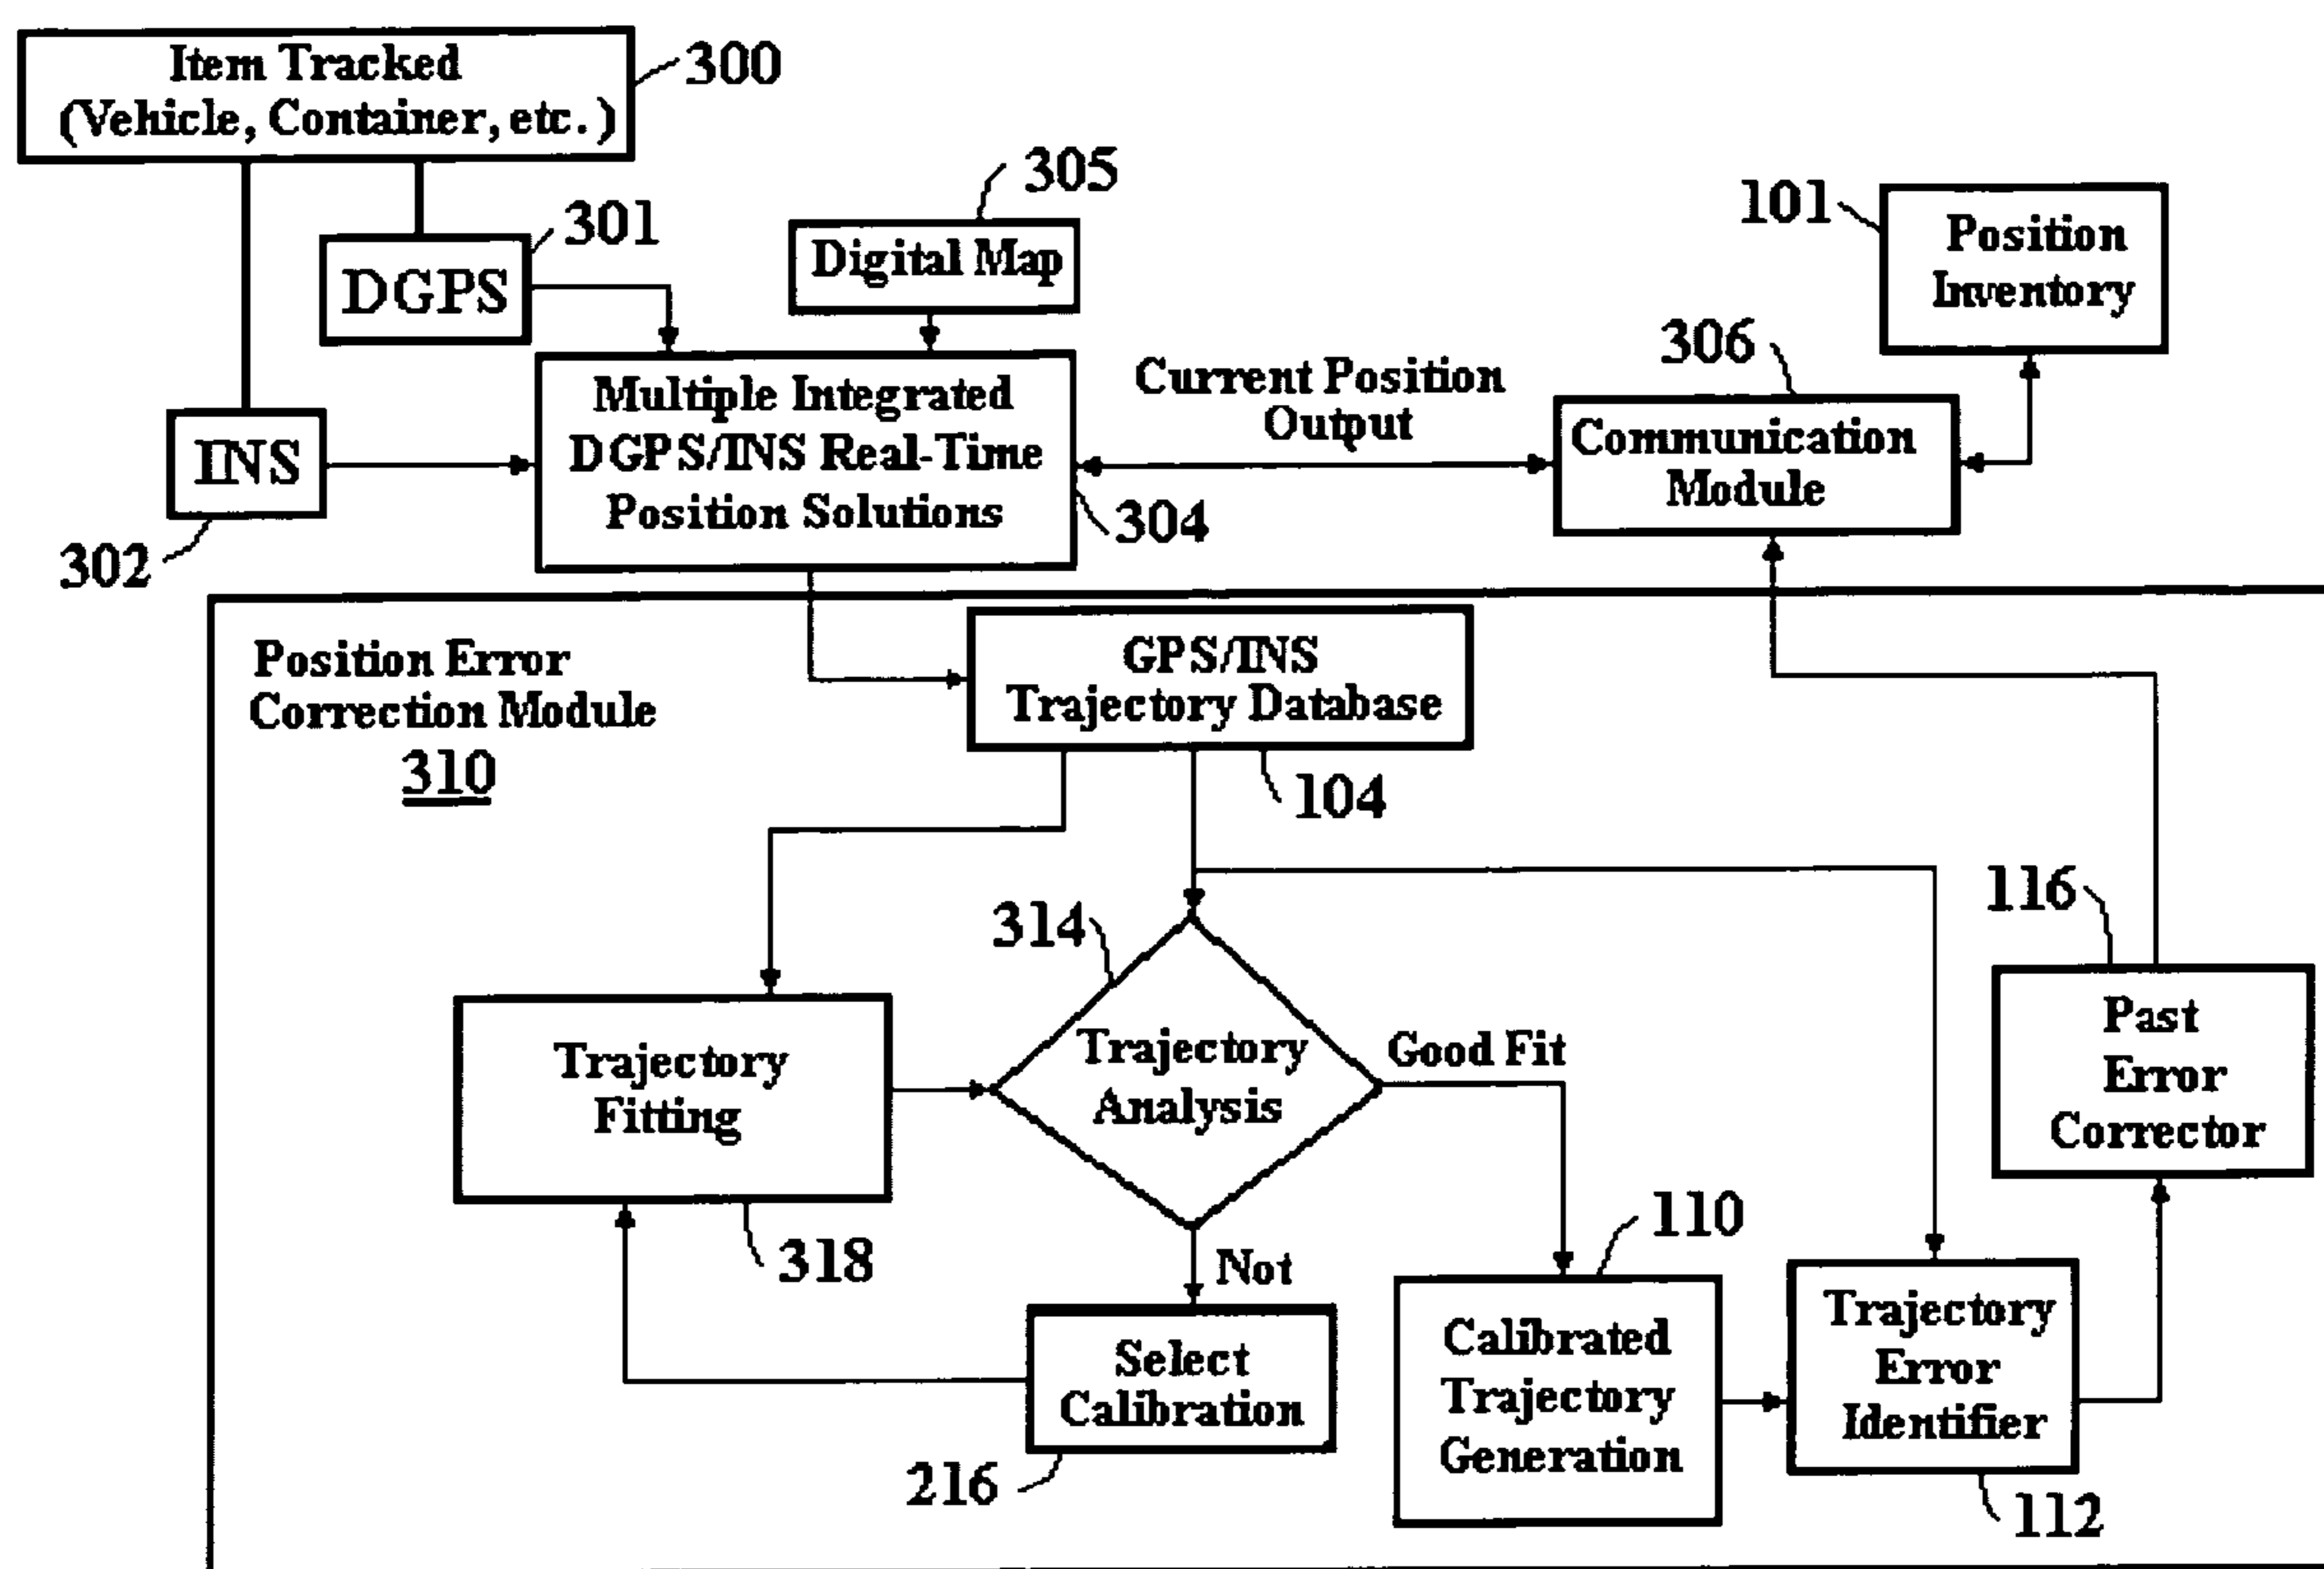 Item Tracked
(Vehicle, Container, etc.)
300
305
301
DGPS
Digital Map
101
Position
Inventory
306
Multiple Integrated
DGPS/INS Real-Time
Position Solutions
Current Position
Output
Communication
Module
INS
304
302
Position Error
Correction Module
310
GPS/INS
Trajectory Database
104
116
314
Trajectory
Fitting
Trajectory
Analysis
Good Fit
Past
Error
Corrector
318
Not
110
Select
Calibration
216
Calibrated
Trajectory
Generation
Trajectory
Error
Identifier
112